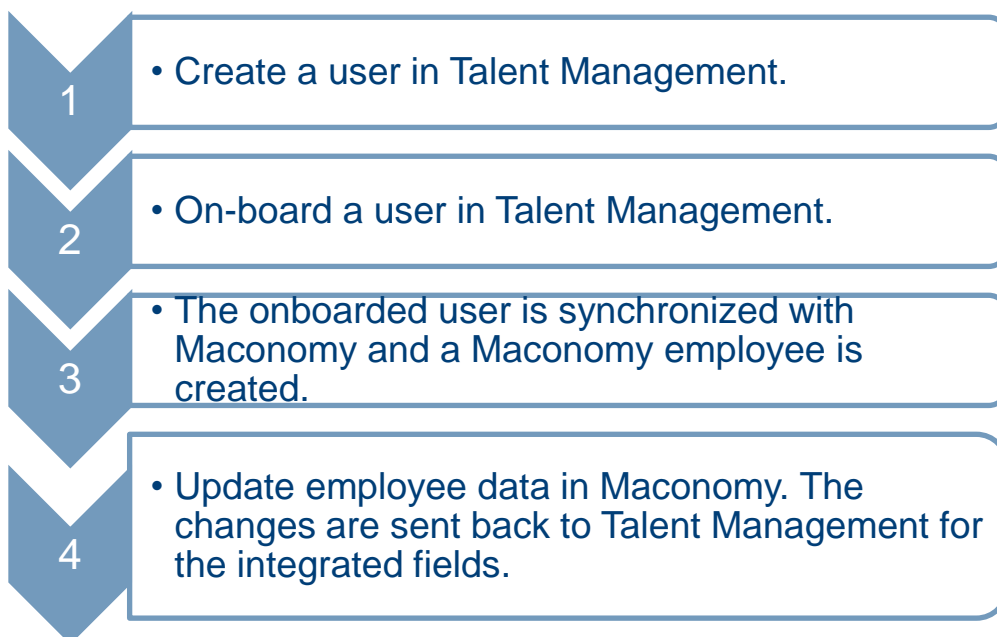 1
• Create a user in Talent Management.
2
• On-board a user in Talent Management.
3
• The onboarded user is synchronized with
Maconomy and a Maconomy employee is
created.
4
• Update employee data in Maconomy. The
changes are sent back to Talent Management for
the integrated fields.